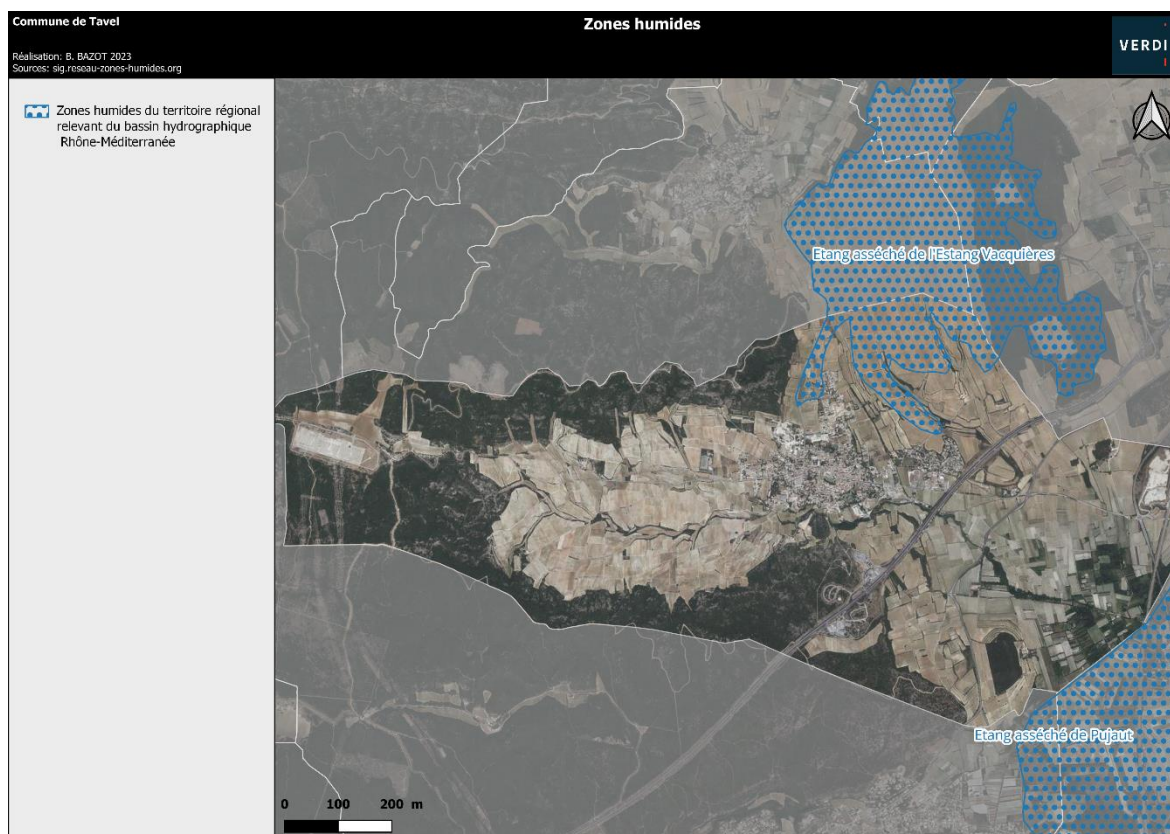 Commune de Tavel
Zones humides
Réalisation: B. BAZOT 2023
Sources: sig.reseau-zones-humides.org
VERDI
Zones humides du territoire régional
relevant du bassin hydrographique
Rhône-Méditerranée
Etang asséché de l'Estang Vacquières
Etang asséché de Pujaut
0 100 200 m